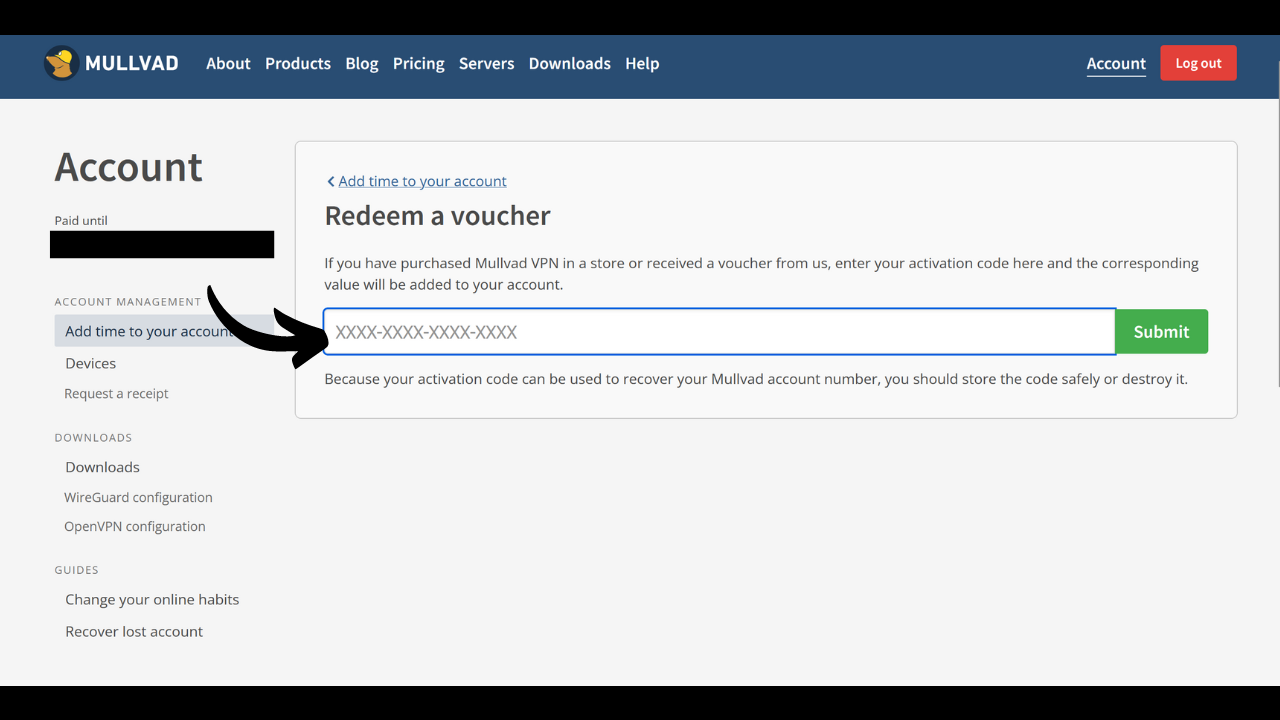 MULLVAD
About Products Blog Pricing Servers Downloads Help
Account Log out
Account
Paid until
ACCOUNT MANAGEMENT
Add time to your account
Devices
Request a receipt
DOWNLOADS
Downloads
WireGuard configuration
OpenVPN configuration
GUIDES
Change your online habits
Recover lost account
Add time to your account
Redeem a voucher
If you have purchased Mullvad VPN in a store or received a voucher from us, enter your activation code here and the corresponding
value will be added to your account.
XXXX-XXXX-XXXX-XXXX
Submit
Because your activation code can be used to recover your Mullvad account number, you should store the code safely or destroy it.